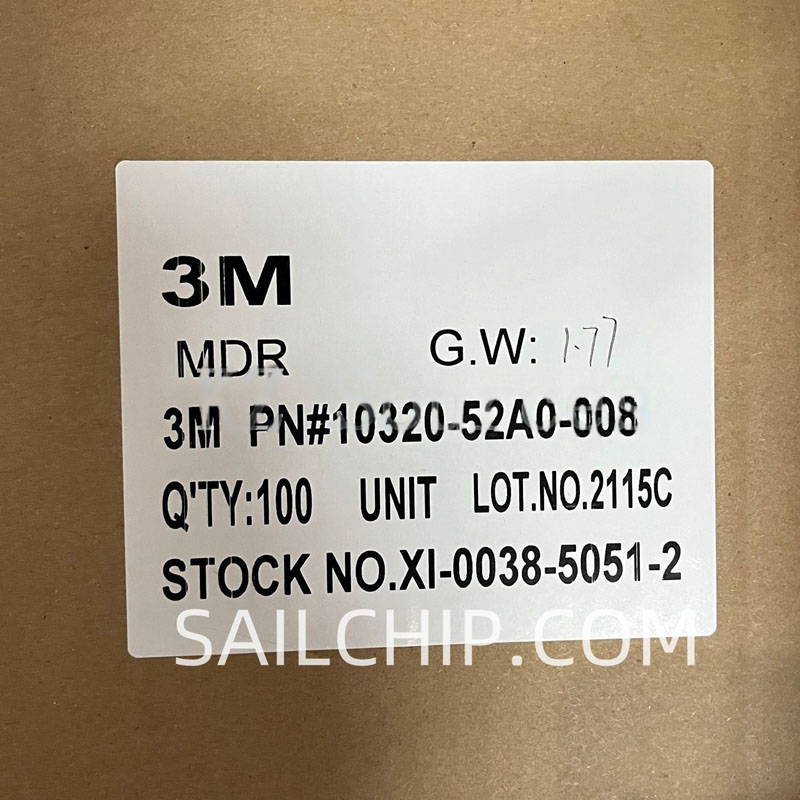 3M
MDR G.W: 1.77
3M PN#10320-52A0-008
Q'TY:100 UNIT LOT.NO.2115C
STOCK NO.XI-0038-5051-2
SAILCHIP.COM